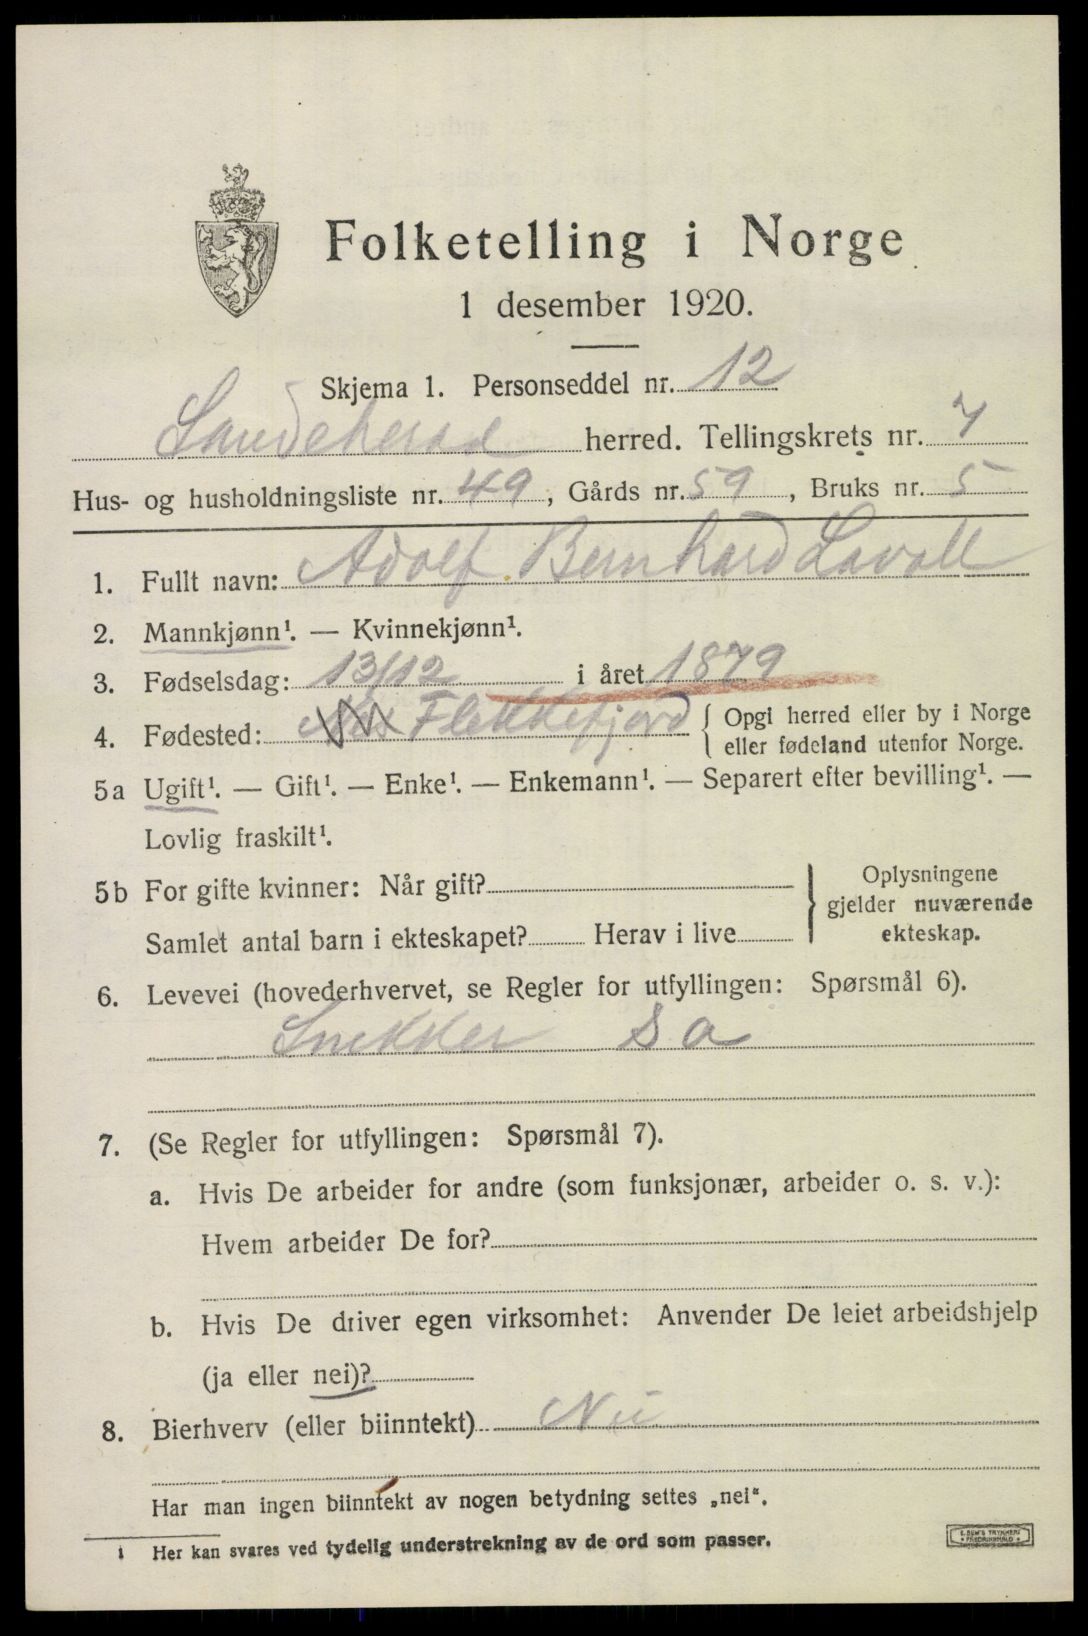 Folketelling i Norge
1 desember 1920.
Skjema 1. Personseddel nr. 12
Sandeherad herred. Tellingskrets nr. 7
Hus- og husholdningsliste nr. 49, Gårds nr. 59, Bruks nr. 5
1. Fullt navn: Adolf Bernhard Lavoll
2. Mannkjønn¹. — Kvinnekjønn¹.
3. Fødselsdag: 13/12 i året 1879
4. Fødested: Flekkefjord { Opgi herred eller by i Norge
eller fødeland utenfor Norge.
5a Ugift¹. — Gift¹. — Enke¹. — Enkemann¹. — Separert efter bevilling¹. —
Lovlig fraskilt¹.
5b For gifte kvinner: Når gift?
Samlet antal barn i ekteskapet? Herav i live
} Oplysningene
gjelder nuværende
ekteskap.
6. Levevei (hovederhvervet, se Regler for utfyllingen: Spørsmål 6).
Snekker S a
7. (Se Regler for utfyllingen: Spørsmål 7).
a. Hvis De arbeider for andre (som funksjonær, arbeider o. s. v.):
Hvem arbeider De for?
b. Hvis De driver egen virksomhet: Anvender De leiet arbeidshjelp
(ja eller nei)?
8. Bierhverv (eller biinntekt) Nei
Har man ingen biinntekt av nogen betydning settes „nei“.
1 Her kan svares ved tydelig understrekning av de ord som passer.